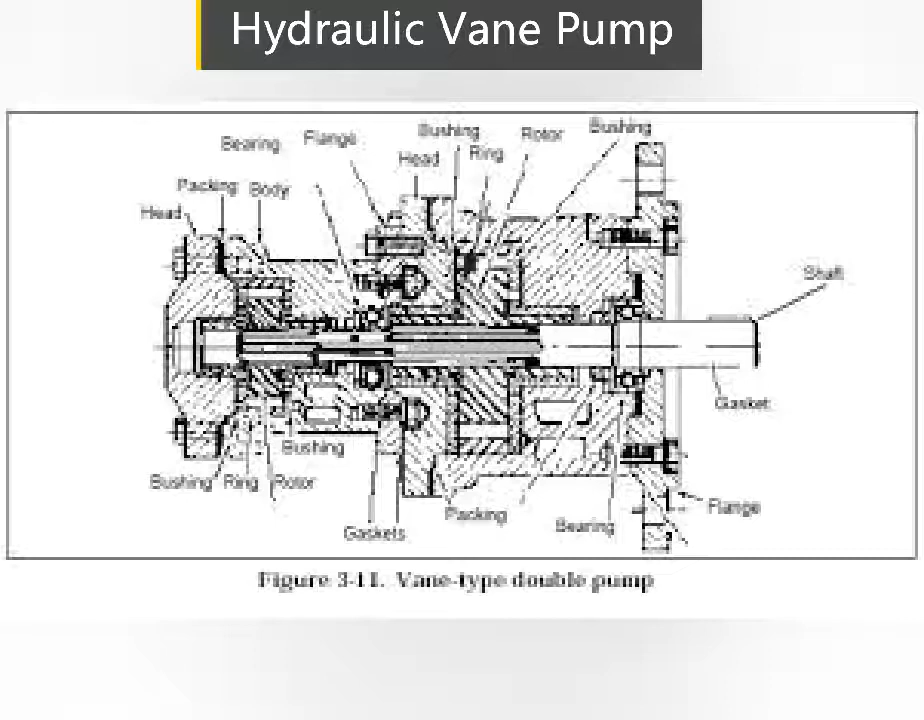 Hydraulic Vane Pump
Bushing
Bushing
Rotor
Flange
Bearing
Ring
Head
Packing
Body
Head
Shaft
Gasket
Bushing
Bushing
Ring
Rotor
Flange
Packing
Bearing
Gaskets
Figure 3-11. Vane-type double pump